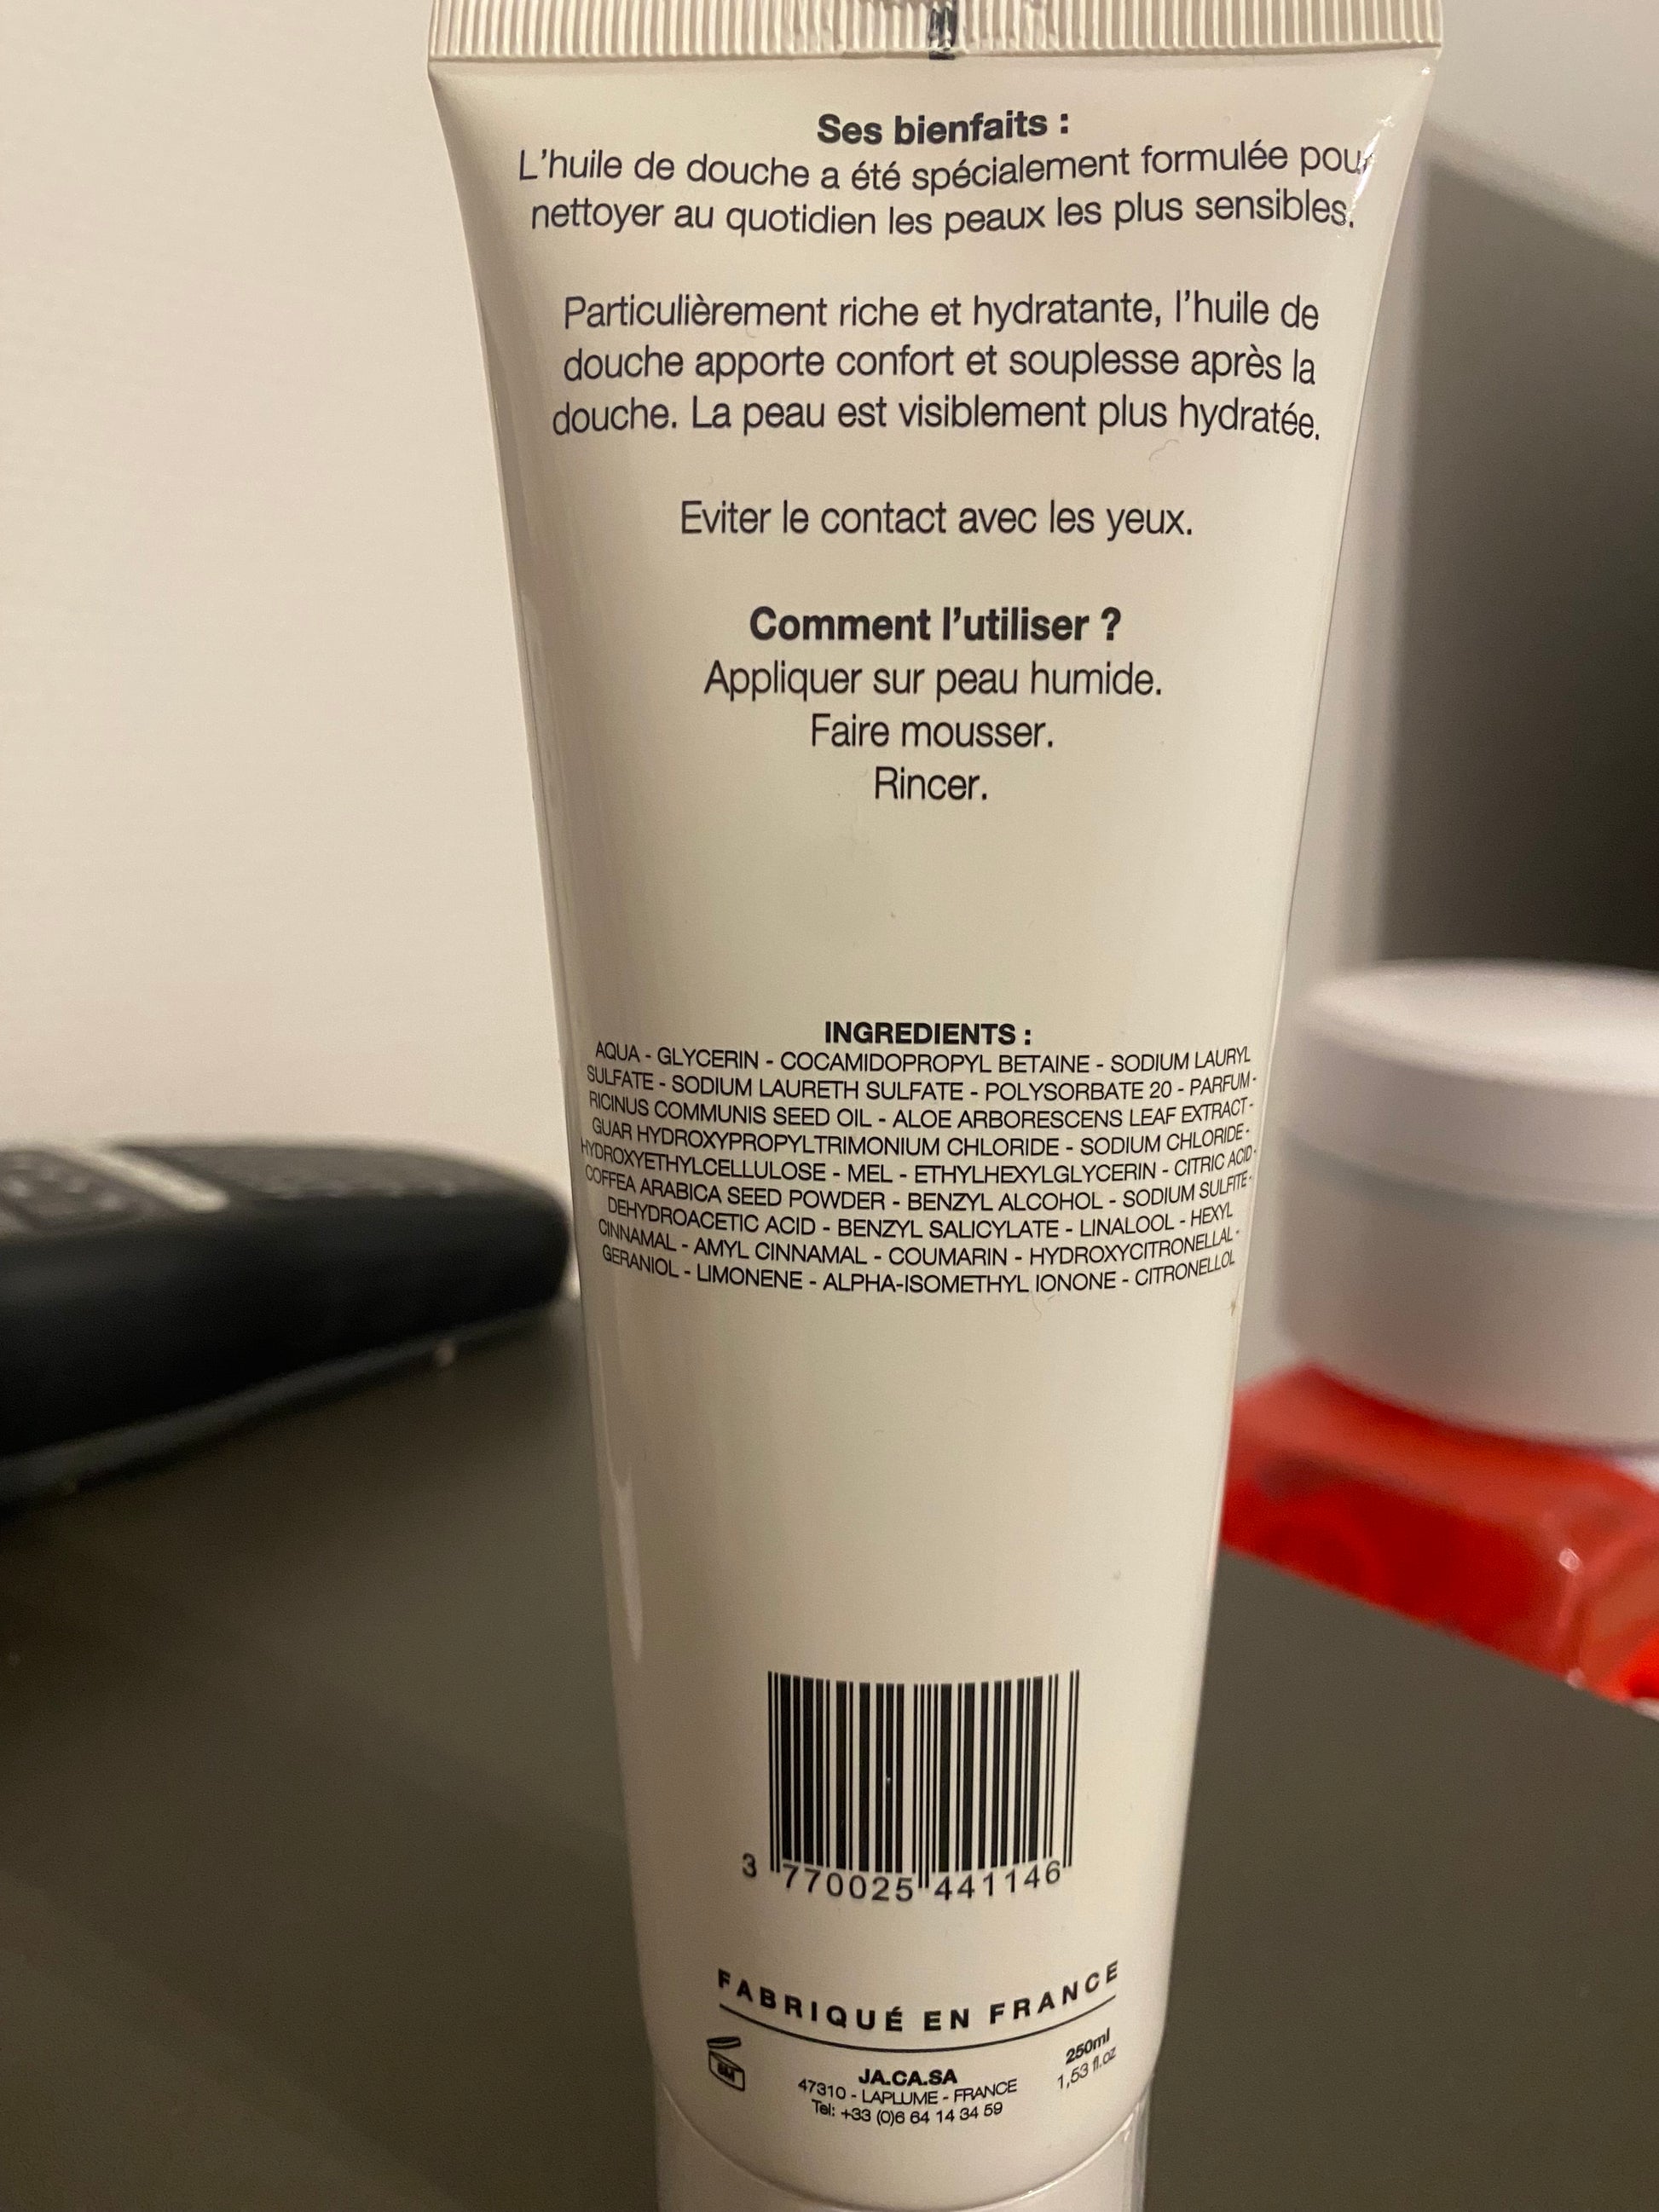 Ses bienfaits :
L'huile de douche a été spécialement formulée pour
nettoyer au quotidien les peaux les plus sensibles.
Particulièrement riche et hydratante, l'huile de
douche apporte confort et souplesse après la
douche. La peau est visiblement plus hydratée.
Eviter le contact avec les yeux.
Comment l'utiliser ?
Appliquer sur peau humide.
Faire mousser.
Rincer.
INGREDIENTS :
AQUA - GLYCERIN - COCAMIDOPROPYL BETAINE - SODIUM LAURYL
SULFATE - SODIUM LAURETH SULFATE - POLYSORBATE 20 - PARFUM -
RICINUS COMMUNIS SEED OIL - ALOE ARBORESCENS LEAF EXTRACT -
GUAR HYDROXYPROPYLTRIMONIUM CHLORIDE - SODIUM CHLORIDE -
HYDROXYETHYLCELLULOSE - MEL - ETHYLHEXYLGLYCERIN - CITRIC ACID -
COFFEA ARABICA SEED POWDER - BENZYL ALCOHOL - SODIUM SULFITE -
DEHYDROACETIC ACID - BENZYL SALICYLATE - LINALOOL - HEXYL
CINNAMAL - AMYL CINNAMAL - COUMARIN - HYDROXYCITRONELLAL -
GERANIOL - LIMONENE - ALPHA-ISOMETHYL IONONE - CITRONELLOL
3 770025 441146
FABRIQUÉ EN FRANCE
250ml
1,53 fl.oz
JA.CA.SA
47310 - LAPLUME - FRANCE
Tel: +33 (0)6 64 14 34 59